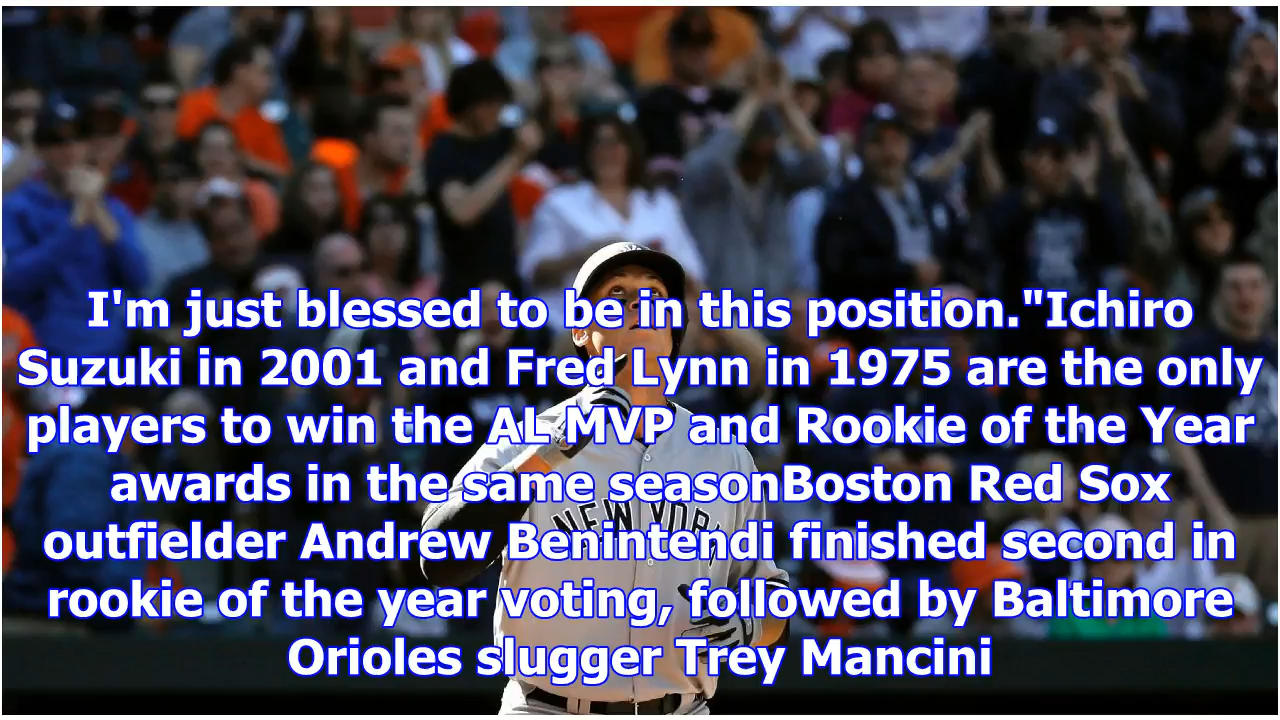 I'm just blessed to be in this position."Ichiro
Suzuki in 2001 and Fred Lynn in 1975 are the only
players to win the AL MVP and Rookie of the Year
awards in the same seasonBoston Red Sox
outfielder Andrew Benintendi finished second in
rookie of the year voting, followed by Baltimore
Orioles slugger Trey Mancini
NEW YORK